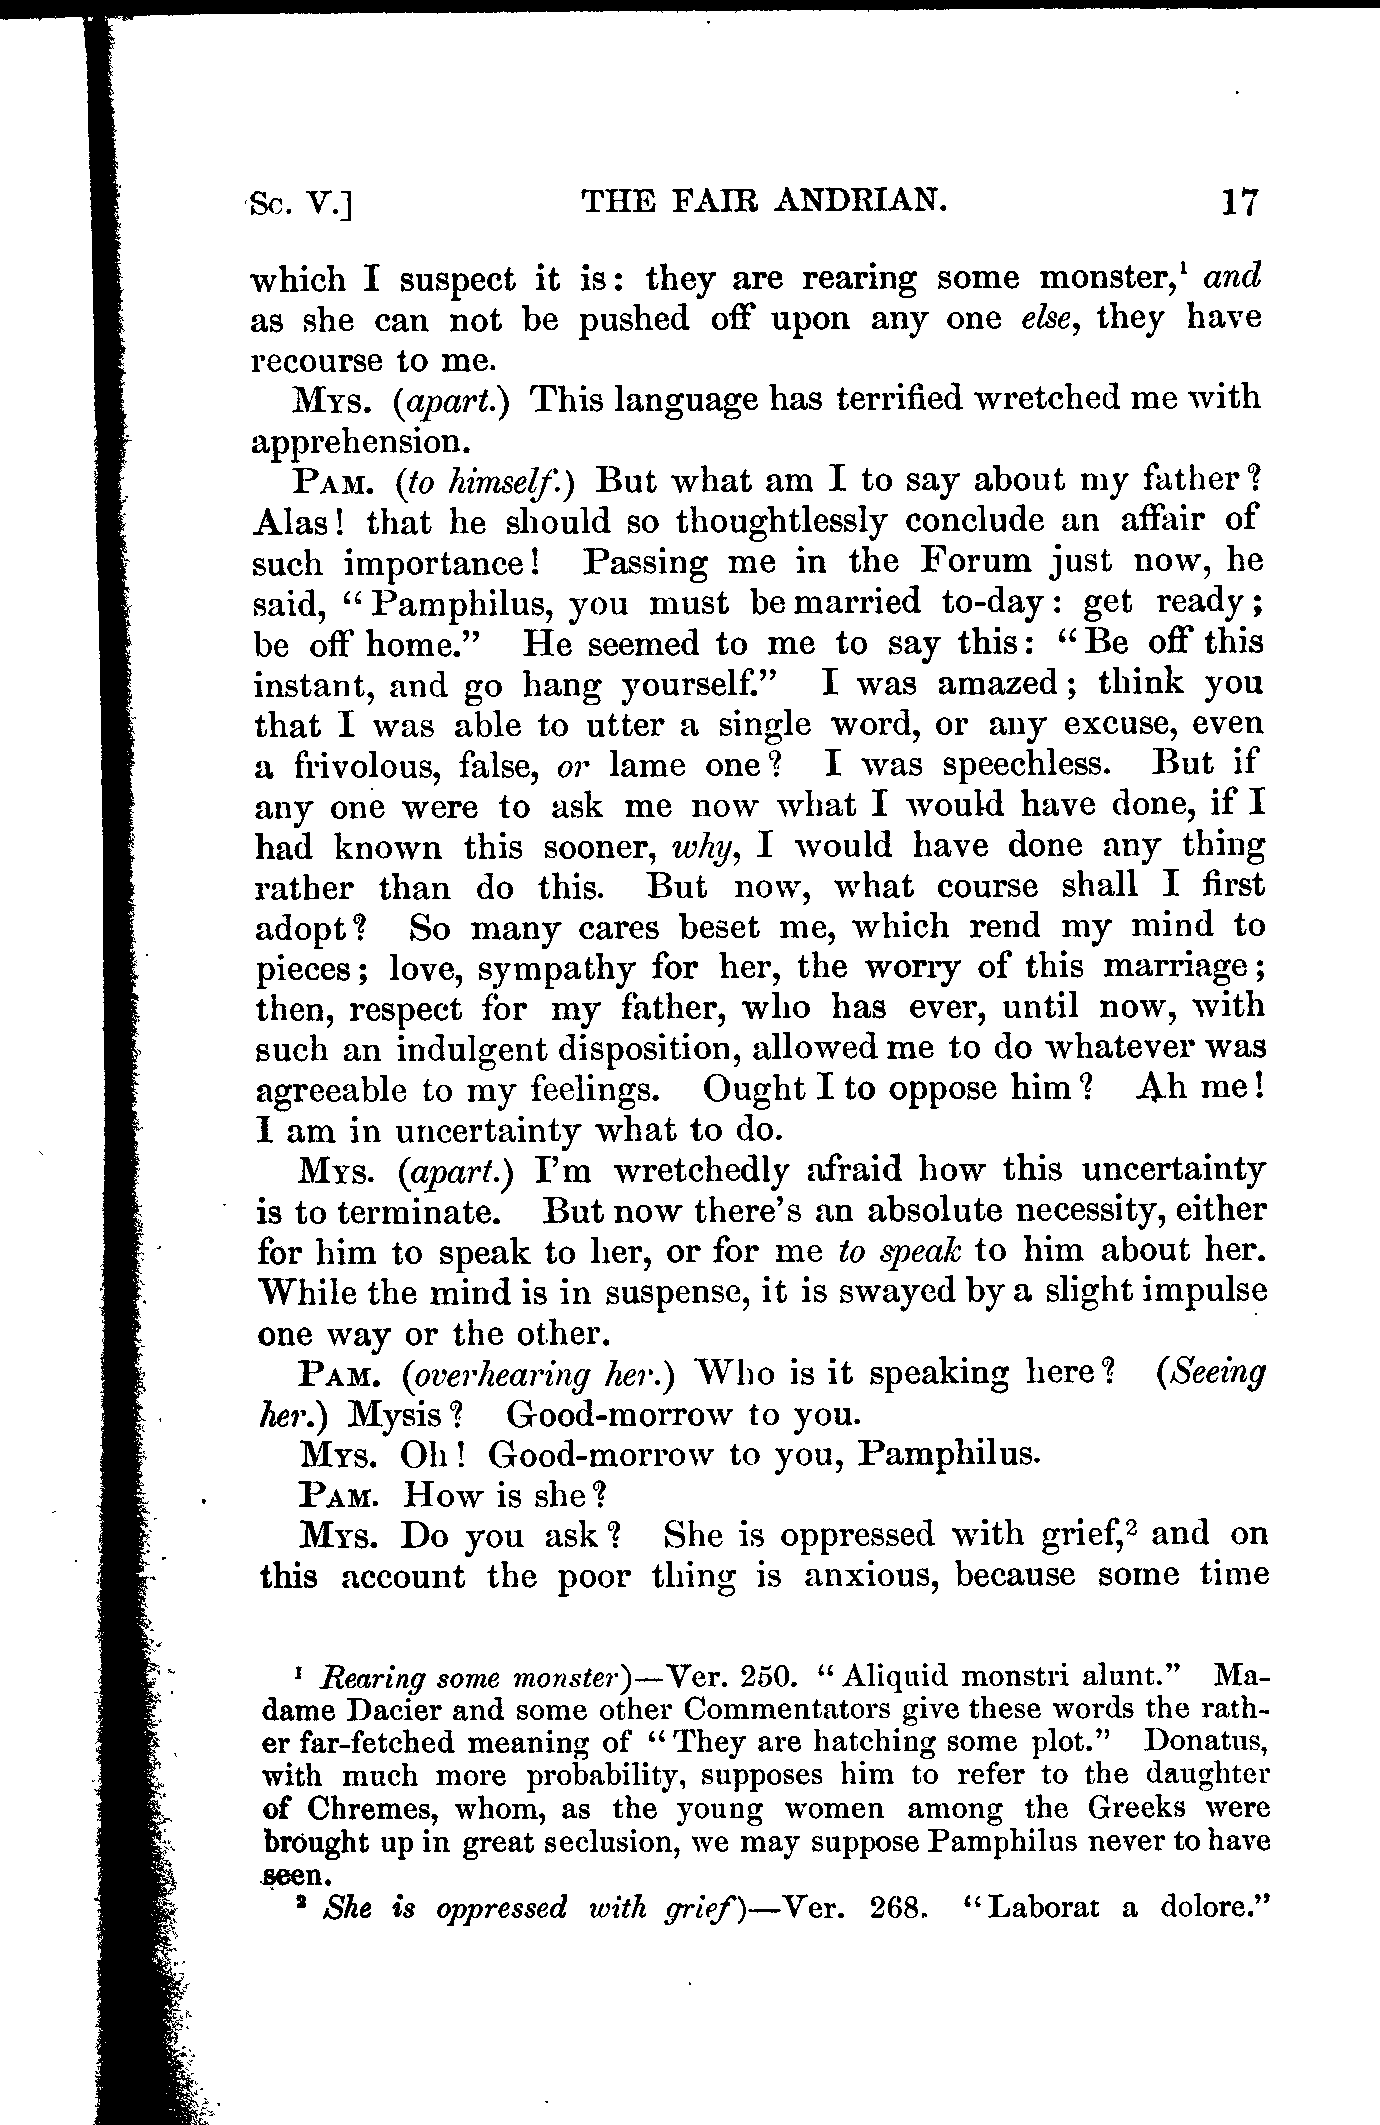 Sc. V.] THE FAIR ANDRIAN. 17
which I suspect it is: they are rearing some monster,¹ and
as she can not be pushed off upon any one else, they have
recourse to me.
Mys. (apart.) This language has terrified wretched me with
apprehension.
Pam. (to himself.) But what am I to say about my father?
Alas! that he should so thoughtlessly conclude an affair of
such importance! Passing me in the Forum just now, he
said, “Pamphilus, you must be married to-day: get ready;
be off home.” He seemed to me to say this: “Be off this
instant, and go hang yourself.” I was amazed; think you
that I was able to utter a single word, or any excuse, even
a frivolous, false, or lame one? I was speechless. But if
any one were to ask me now what I would have done, if I
had known this sooner, why, I would have done any thing
rather than do this. But now, what course shall I first
adopt? So many cares beset me, which rend my mind to
pieces; love, sympathy for her, the worry of this marriage;
then, respect for my father, who has ever, until now, with
such an indulgent disposition, allowed me to do whatever was
agreeable to my feelings. Ought I to oppose him? Ah me!
I am in uncertainty what to do.
Mys. (apart.) I'm wretchedly afraid how this uncertainty
is to terminate. But now there's an absolute necessity, either
for him to speak to her, or for me to speak to him about her.
While the mind is in suspense, it is swayed by a slight impulse
one way or the other.
Pam. (overhearing her.) Who is it speaking here? (Seeing
her.) Mysis? Good-morrow to you.
Mys. Oh! Good-morrow to you, Pamphilus.
Pam. How is she?
Mys. Do you ask? She is oppressed with grief,² and on
this account the poor thing is anxious, because some time
¹ Rearing some monster)—Ver. 250. “Aliquid monstri alunt.” Ma-
dame Dacier and some other Commentators give these words the rath-
er far-fetched meaning of “They are hatching some plot.” Donatus,
with much more probability, supposes him to refer to the daughter
of Chremes, whom, as the young women among the Greeks were
brought up in great seclusion, we may suppose Pamphilus never to have
seen.
² She is oppressed with grief)—Ver. 268. “Laborat a dolore.”